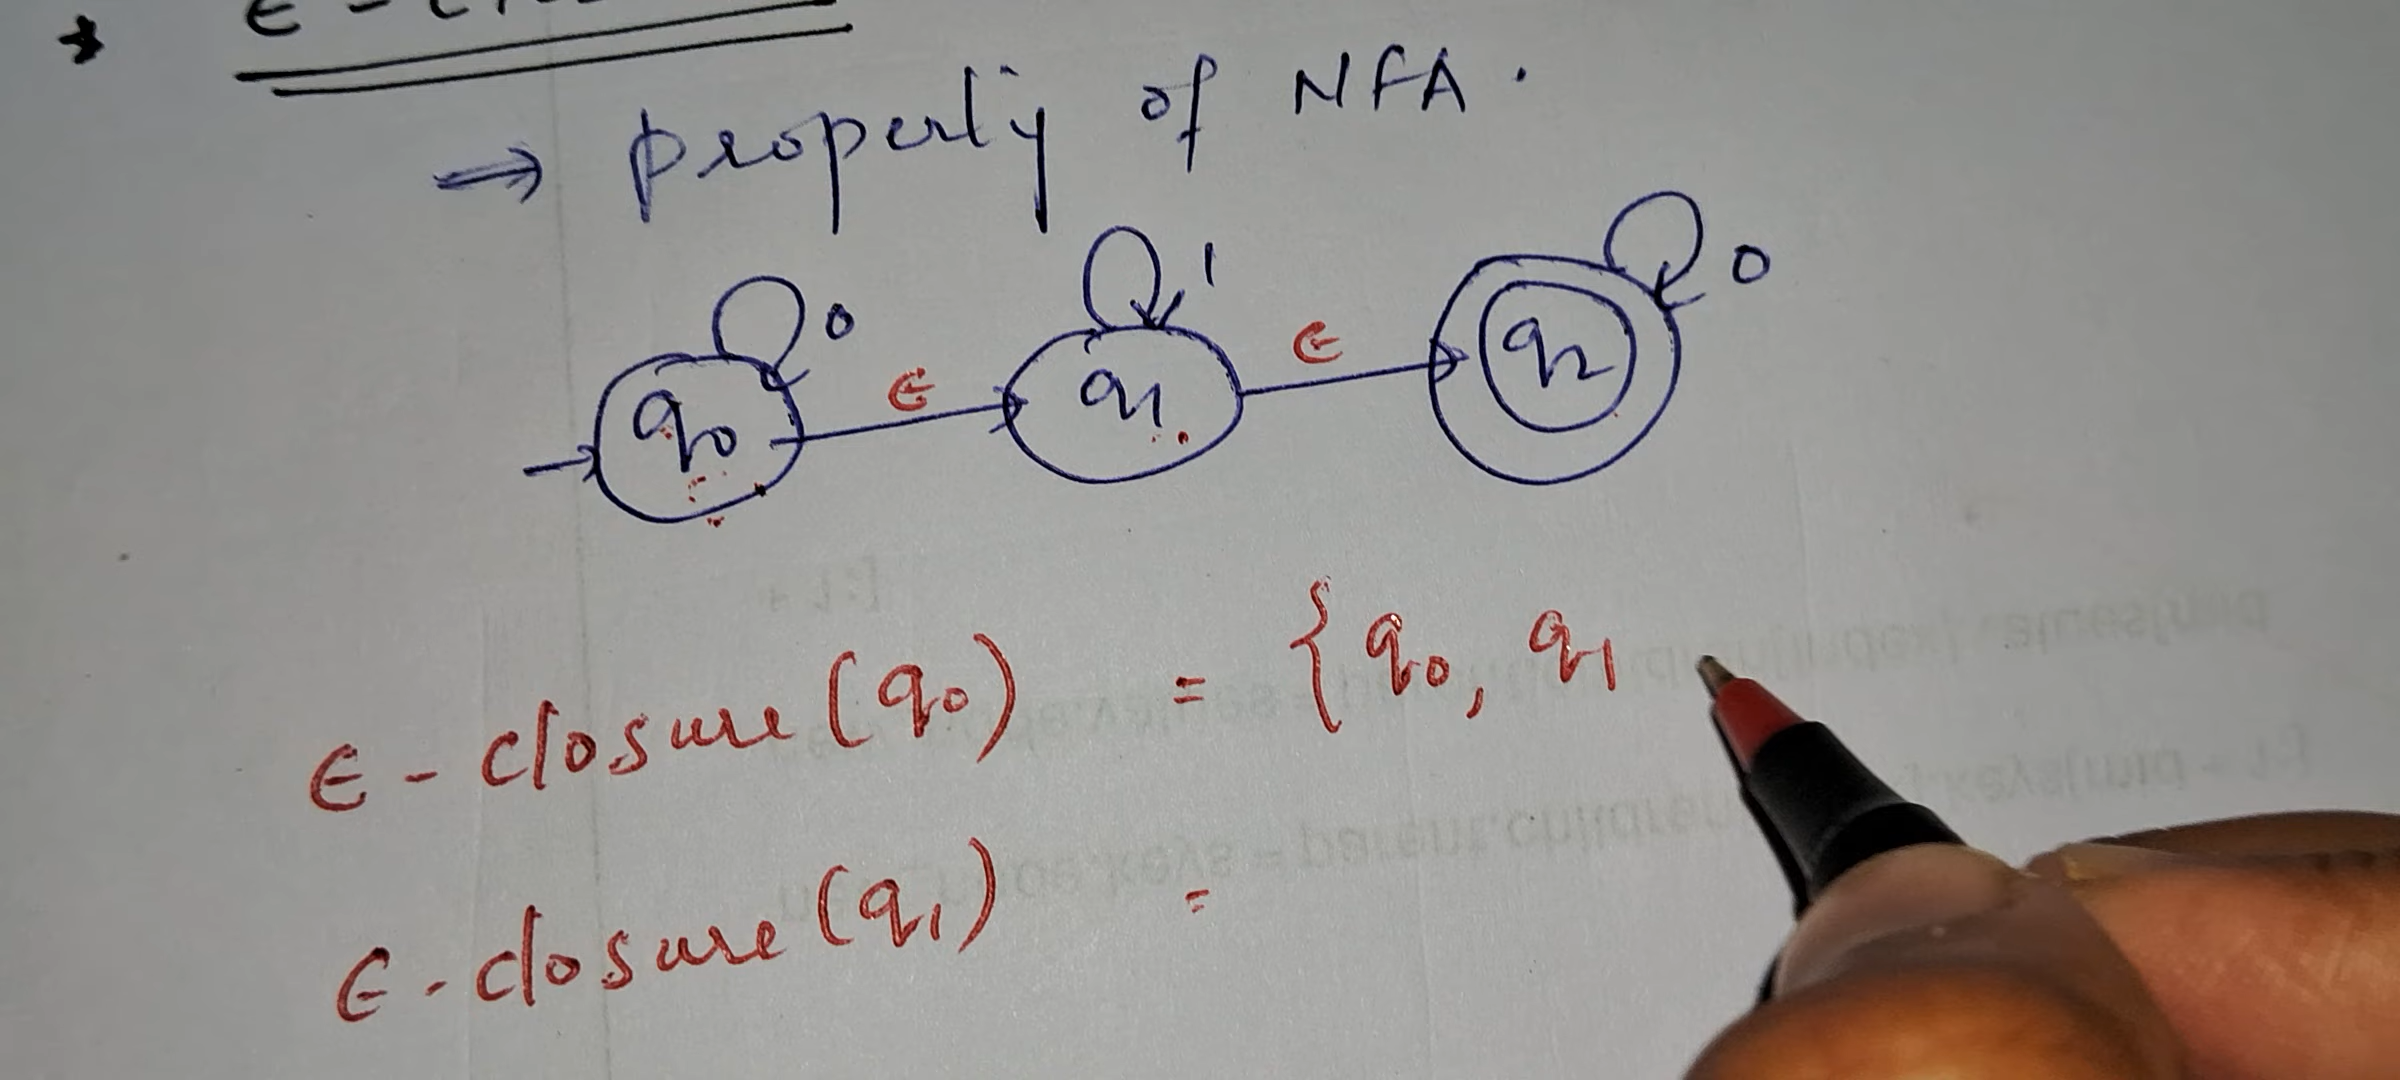 → property of NFA.
0 1 0
→ q0 ϵ q1 ϵ q2
ϵ - closure (q0) = { q0, q1
ϵ - closure (q1) =